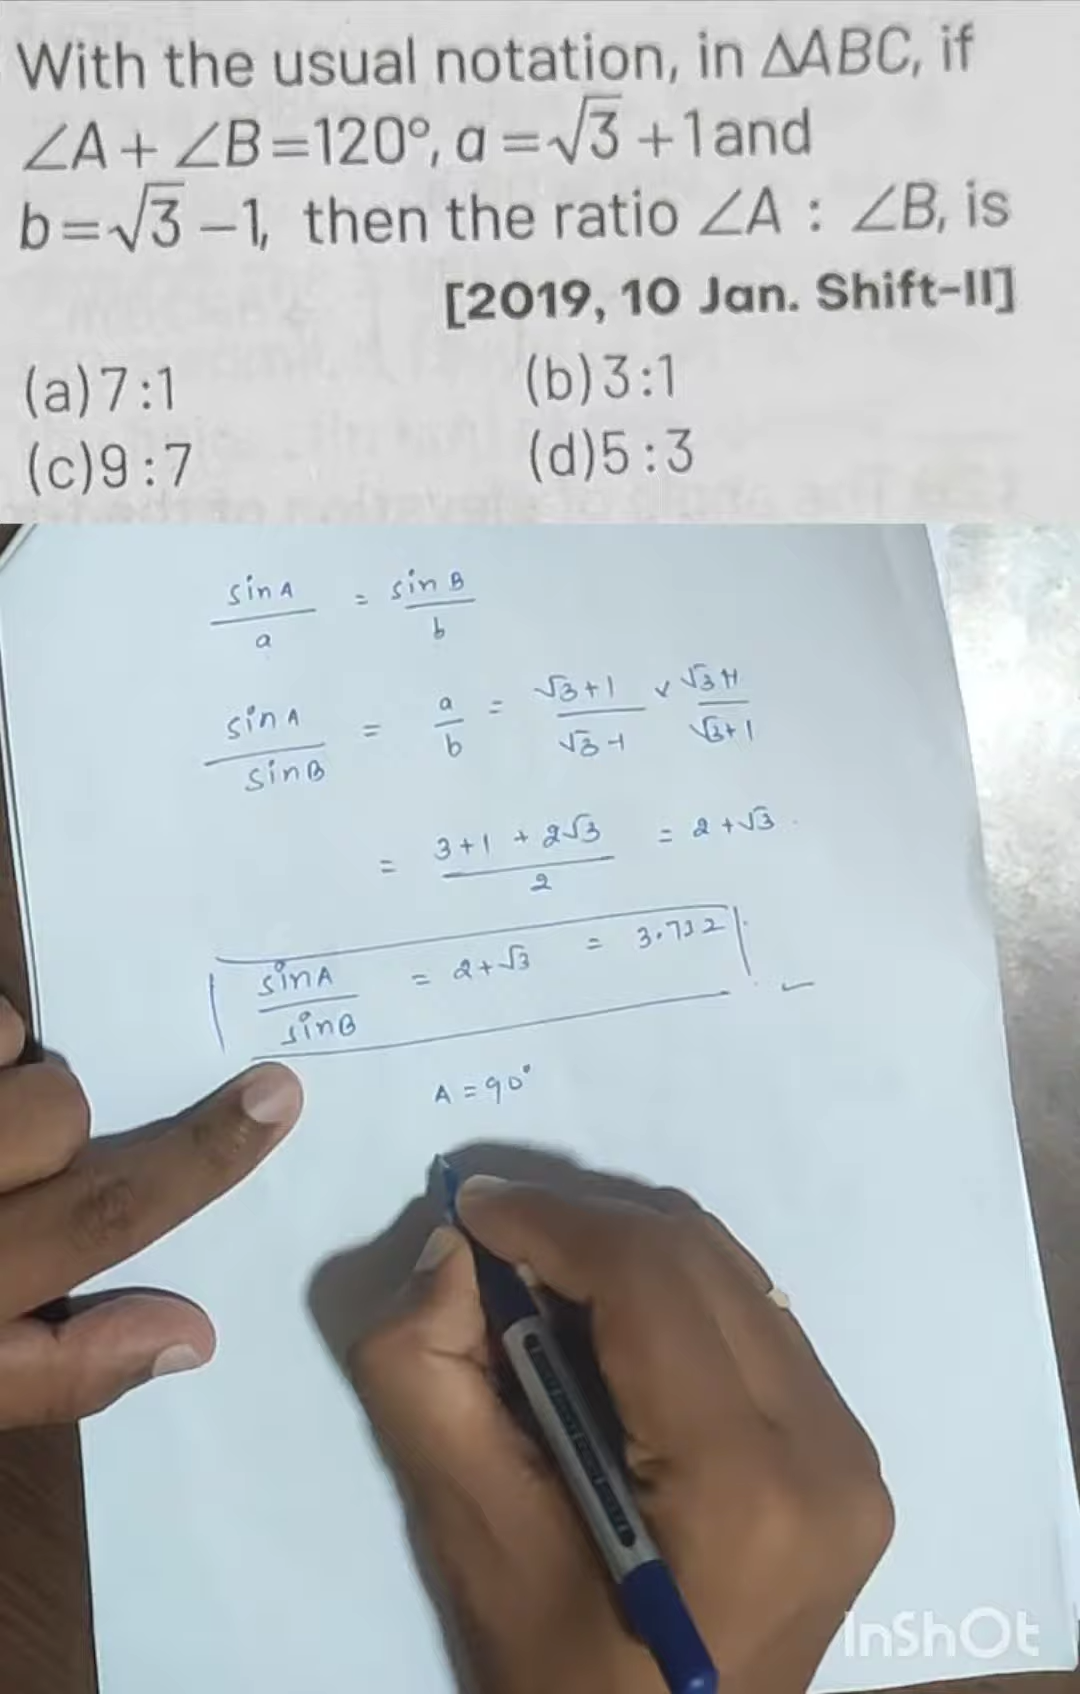 With the usual notation, in ΔABC, if
∠A + ∠B = 120°, a = √3 + 1 and
b = √3 – 1, then the ratio ∠A : ∠B, is
[2019, 10 Jan. Shift-II]
(a) 7 : 1 (b) 3 : 1
(c) 9 : 7 (d) 5 : 3
sin A / a = sin B / b
sin A / sin B = a / b = √3 + 1 / √3 - 1 × √3 + 1 / √3 + 1
= 3 + 1 + 2√3 / 2 = 2 + √3
sin A / sin B = 2 + √3 = 3.732
A = 90°
InShOt